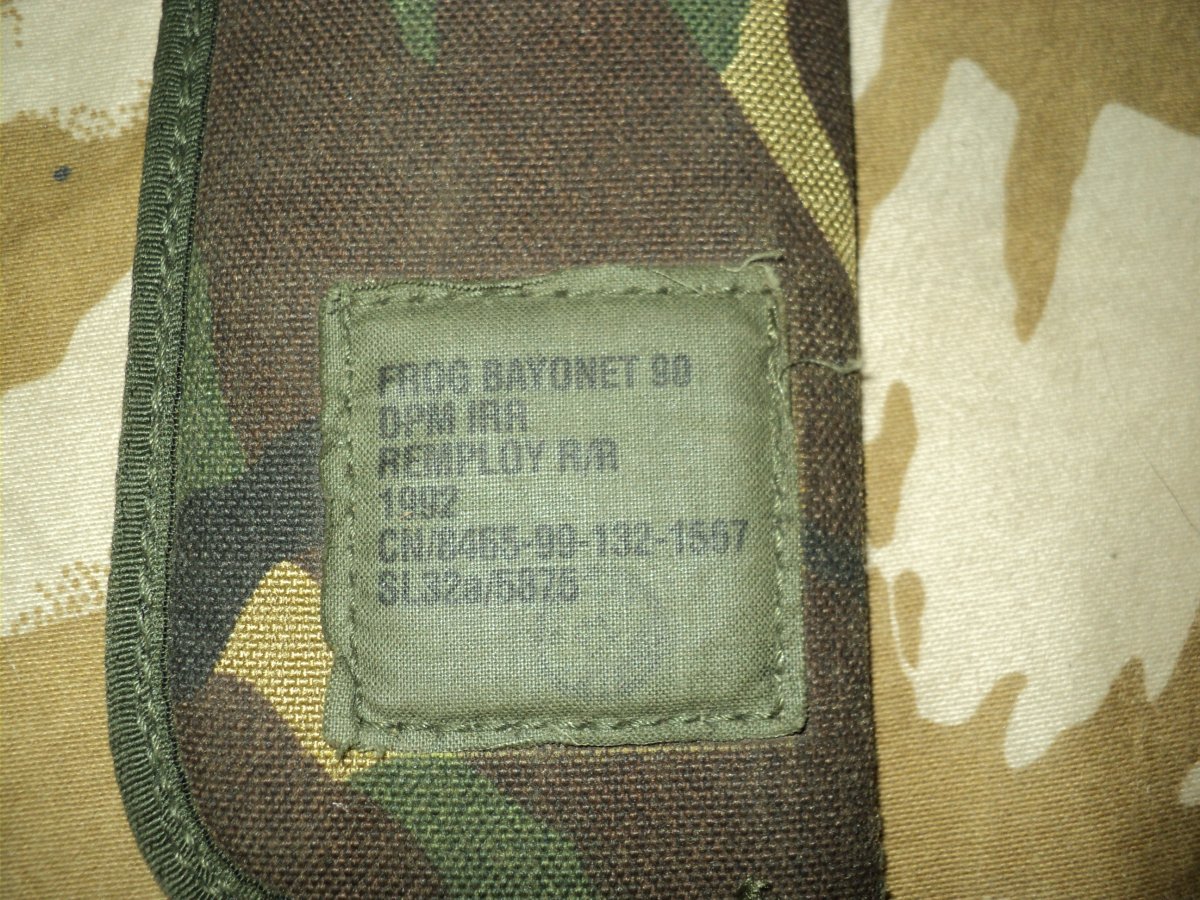 FROG BAYONET 90
DPM IRR
REMPLOY R/R
1992
CN/8465-99-132-1567
SL32a/5875